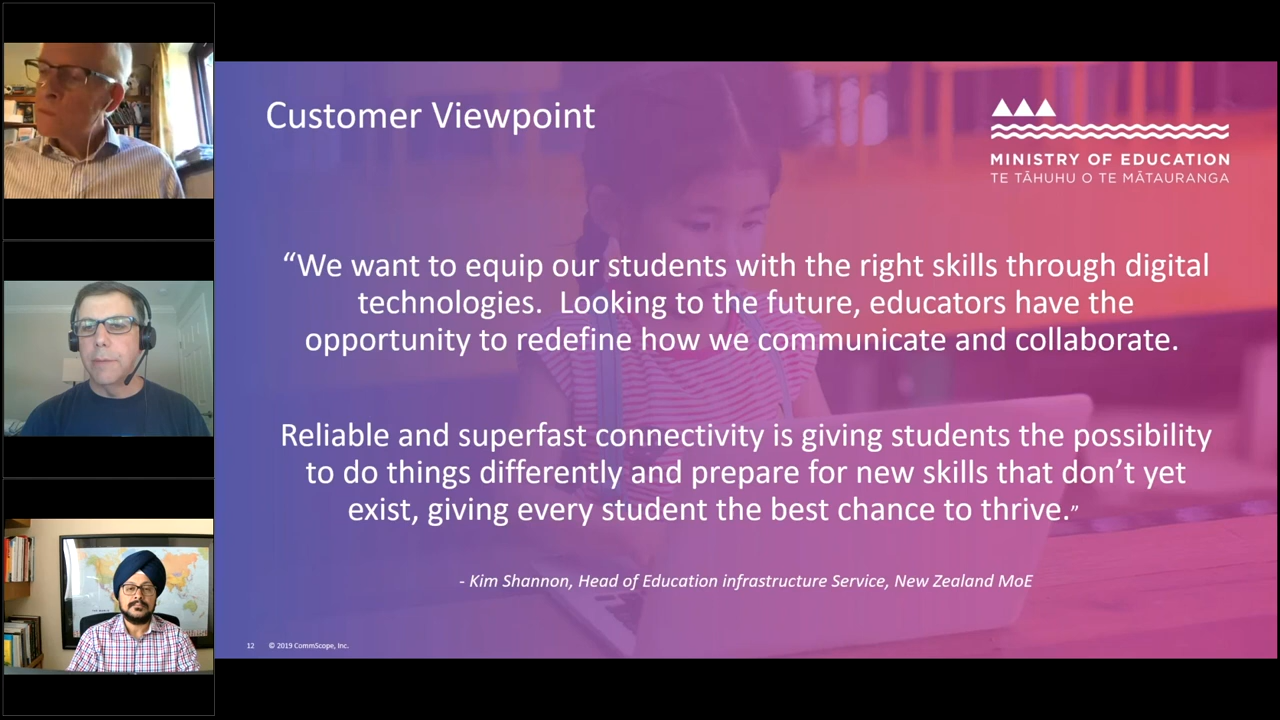 Customer Viewpoint
MINISTRY OF EDUCATION
TE TĀHUHU O TE MĀTAURANGA
“We want to equip our students with the right skills through digital
technologies.  Looking to the future, educators have the
opportunity to redefine how we communicate and collaborate.
Reliable and superfast connectivity is giving students the possibility
to do things differently and prepare for new skills that don’t yet
exist, giving every student the best chance to thrive.”
- Kim Shannon, Head of Education infrastructure Service, New Zealand MoE
12 © 2019 CommScope, Inc.